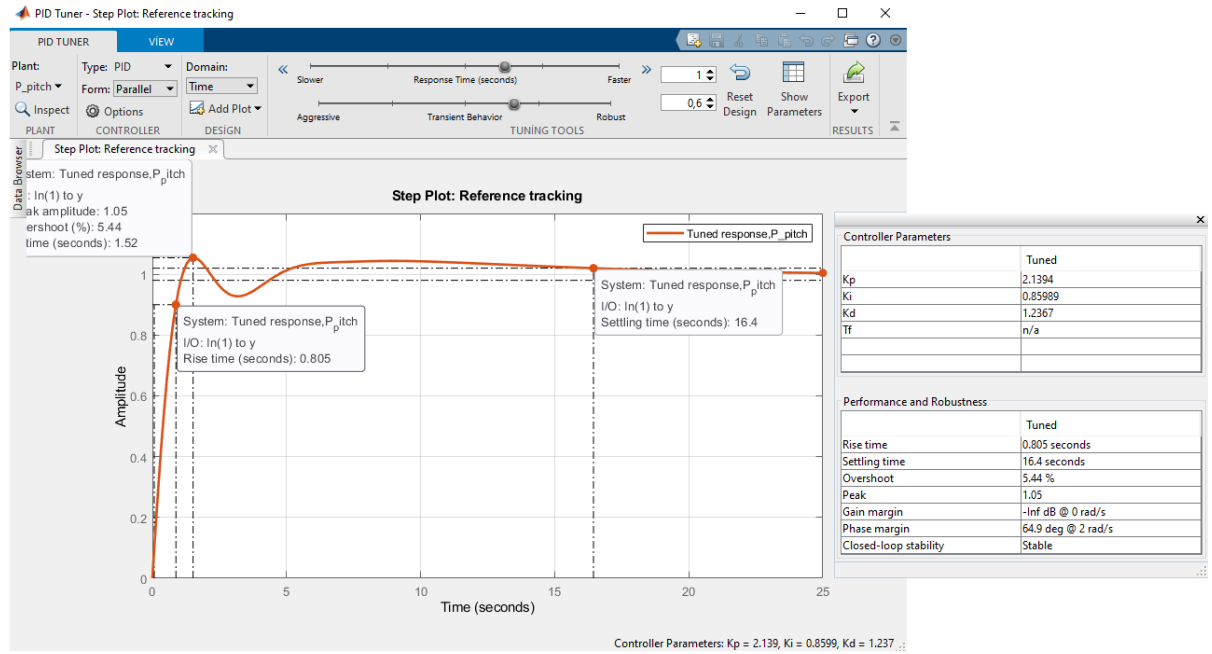 PID Tuner - Step Plot: Reference tracking
PID TUNER
VİEW
Plant:
P_pitch
Inspect
PLANT
Type: PID
Form: Parallel
Options
CONTROLLER
Domain:
Time
Add Plot
DESİGN
Slower
Response Time (seconds)
Faster
1
Aggressive
Transient Behavior
Robust
0,6
TUNİNG TOOLS
Reset Design
Show Parameters
Export
RESULTS
Data Browser
Step Plot: Reference tracking
stem: Tuned response,P_pitch
: In(1) to y
ak amplitude: 1.05
ershoot (%): 5.44
time (seconds): 1.52
Step Plot: Reference tracking
Tuned response,P_pitch
System: Tuned response,P_pitch
I/O: In(1) to y
Settling time (seconds): 16.4
System: Tuned response,P_pitch
I/O: In(1) to y
Rise time (seconds): 0.805
Amplitude
1
0.8
0.6
0.4
0.2
0
0
5
10
15
20
25
Time (seconds)
Controller Parameters: Kp = 2.139, Ki = 0.8599, Kd = 1.237
Controller Parameters
Tuned
Kp 2.1394
Ki 0.85989
Kd 1.2367
Tf n/a
Performance and Robustness
Tuned
Rise time 0.805 seconds
Settling time 16.4 seconds
Overshoot 5.44 %
Peak 1.05
Gain margin -Inf dB @ 0 rad/s
Phase margin 64.9 deg @ 2 rad/s
Closed-loop stability Stable